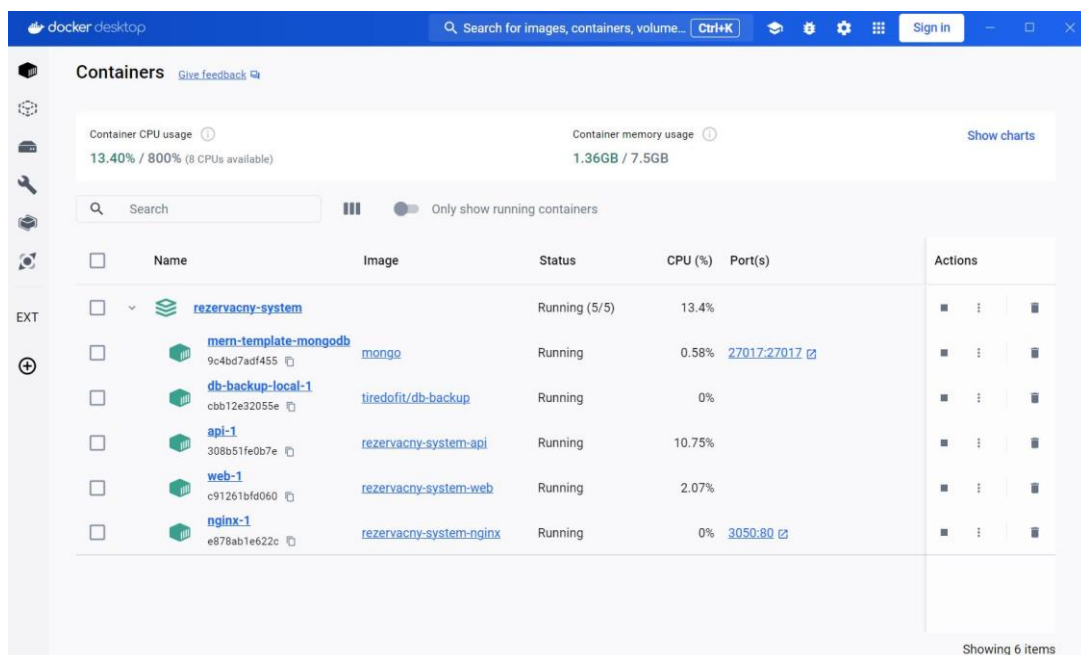 docker desktop Search for images, containers, volume... Ctrl+K Sign in
Containers Give feedback
Container CPU usage Container memory usage Show charts
13.40% / 800% (8 CPUs available) 1.36GB / 7.5GB
Search Only show running containers
Name Image Status CPU (%) Port(s) Actions
rezervacny-system Running (5/5) 13.4%
EXT
mern-template-mongodb
9c4bd7adf455 mongo Running 0.58% 27017:27017
db-backup-local-1
cbb12e32055e tiredofit/db-backup Running 0%
api-1
308b51fe0b7e rezervacny-system-api Running 10.75%
web-1
c91261bfd060 rezervacny-system-web Running 2.07%
nginx-1
e878ab1e622c rezervacny-system-nginx Running 0% 3050:80
Showing 6 items